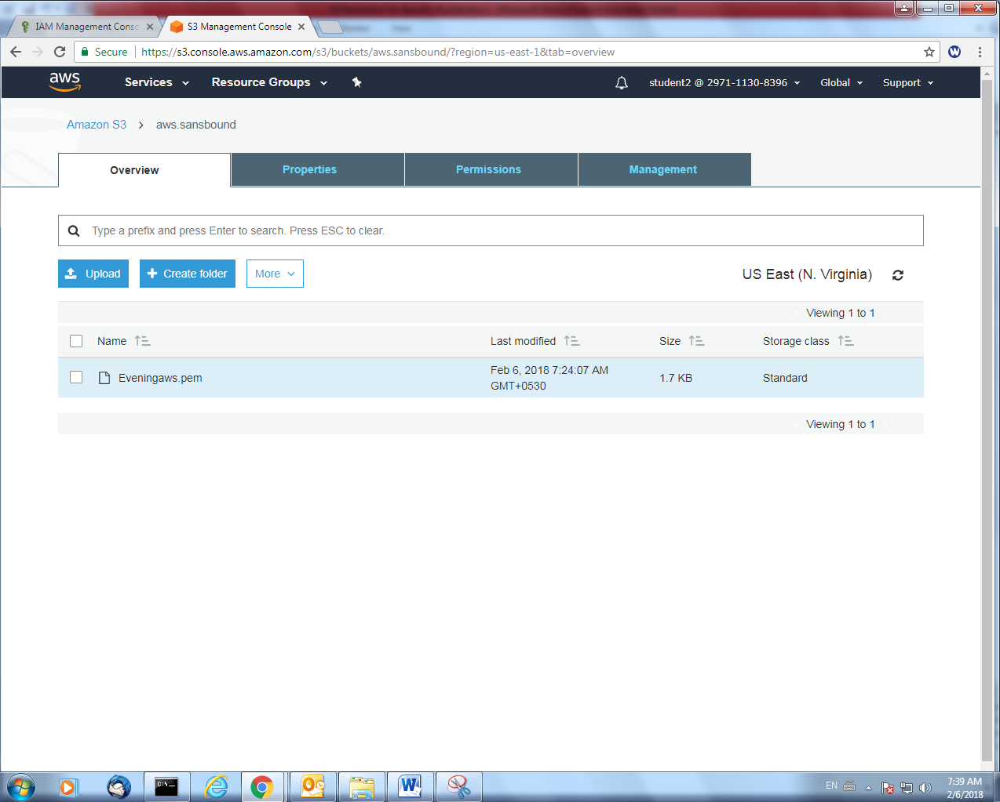 IAM Management Conso
S3 Management Console
Secure
https://s3.console.aws.amazon.com/s3/buckets/aws.sansbound/?region=us-east-1&tab=overview
W
aws
Services
Resource Groups
student2 @ 2971-1130-8396
Global
Support
Amazon S3 > aws.sansbound
Overview
Properties
Permissions
Management
Type a prefix and press Enter to search. Press ESC to clear.
Upload
Create folder
More
US East (N. Virginia)
Viewing 1 to 1
Name
Last modified
Size
Storage class
Eveningaws.pem
Feb 6, 2018 7:24:07 AM
GMT+0530
1.7 KB
Standard
Viewing 1 to 1
C:\
W
EN
7:39 AM
2/6/2018